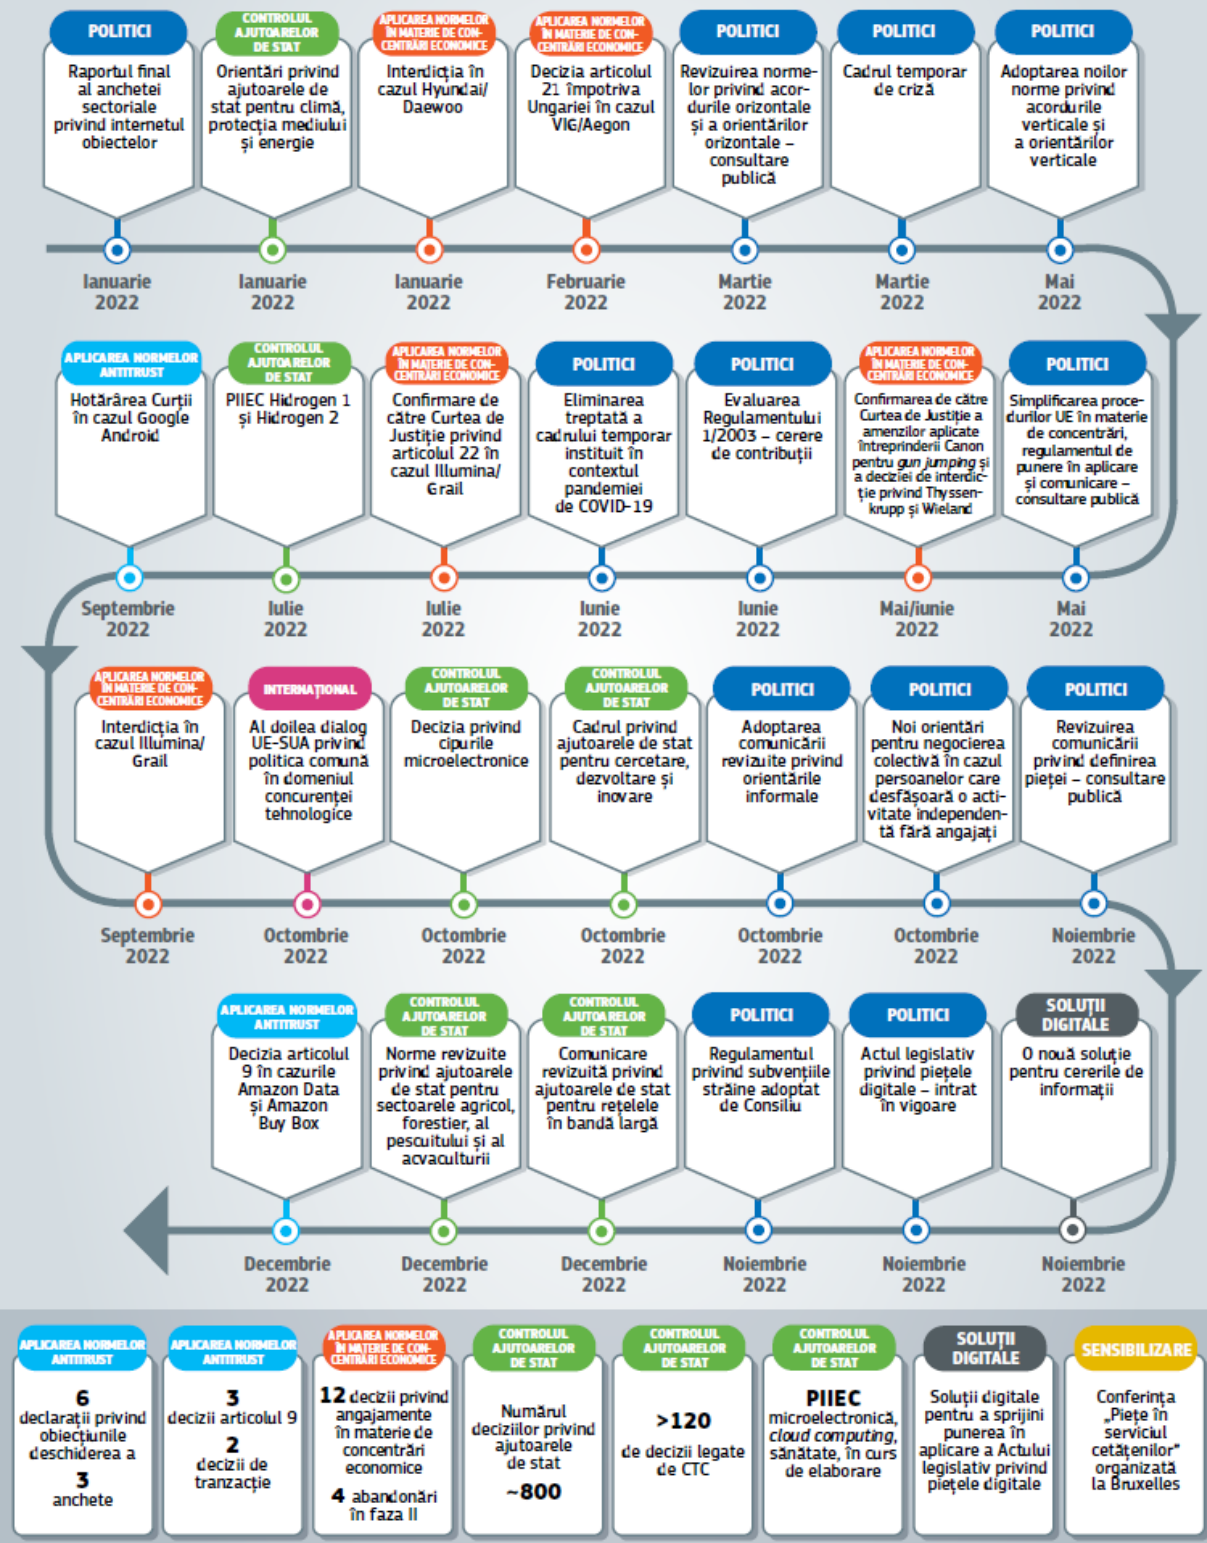 POLITICI
Raportul final
al anchetei
sectoriale
privind internetul
obiectelor
Ianuarie
2022
CONTROLUL
AJUTOARELOR
DE STAT
Orientări privind
ajutoarele de
stat pentru climă,
protecția mediului
și energie
Ianuarie
2022
APLICAREA NORMELOR
ÎN MATERIE DE CON-
CENTRĂRI ECONOMICE
Interdicția în
cazul Hyundai/
Daewoo
Ianuarie
2022
APLICAREA NORMELOR
ÎN MATERIE DE CON-
CENTRĂRI ECONOMICE
Decizia articolul
21 împotriva
Ungariei în cazul
VIG/Aegon
Februarie
2022
POLITICI
Revizuirea norme-
lor privind acor-
durile orizontale
și a orientărilor
orizontale –
consultare
publică
Martie
2022
POLITICI
Cadrul temporar
de criză
Martie
2022
POLITICI
Adoptarea noilor
norme privind
acordurile
verticale și
a orientărilor
verticale
Mai
2022
APLICAREA NORMELOR
ANTITRUST
Hotărârea Curții
în cazul Google
Android
Septembrie
2022
CONTROLUL
AJUTOARELOR
DE STAT
PIIEC Hidrogen 1
și Hidrogen 2
Iulie
2022
APLICAREA NORMELOR
ÎN MATERIE DE CON-
CENTRĂRI ECONOMICE
Confirmare de
către Curtea de
Justiție privind
articolul 22 în
cazul Illumina/
Grail
Iulie
2022
POLITICI
Eliminarea
treptată a
cadrului temporar
instituit în
contextul
pandemiei
de COVID-19
Iunie
2022
POLITICI
Evaluarea
Regulamentului
1/2003 – cerere
de contribuții
Iunie
2022
APLICAREA NORMELOR
ÎN MATERIE DE CON-
CENTRĂRI ECONOMICE
Confirmarea de către
Curtea de Justiție a
amenzilor aplicate
întreprinderii Canon
pentru gun jumping și
a deciziei de interdic-
ție privind Thyssen-
krupp și Wieland
Mai/iunie
2022
POLITICI
Simplificarea proce-
durilor UE în materie
de concentrări,
regulamentul de
punere în aplicare
și comunicare –
consultare publică
Mai
2022
APLICAREA NORMELOR
ÎN MATERIE DE CON-
CENTRĂRI ECONOMICE
Interdicția în
cazul Illumina/
Grail
Septembrie
2022
INTERNAȚIONAL
Al doilea dialog
UE-SUA privind
politica comună
în domeniul
concurenței
tehnologice
Octombrie
2022
CONTROLUL
AJUTOARELOR
DE STAT
Decizia privind
cipurile
microelectronice
Octombrie
2022
CONTROLUL
AJUTOARELOR
DE STAT
Cadrul privind
ajutoarele de stat
pentru cercetare,
dezvoltare și
inovare
Octombrie
2022
POLITICI
Adoptarea
comunicării
revizuite privind
orientările
informale
Octombrie
2022
POLITICI
Noi orientări
pentru negocierea
colectivă în cazul
persoanelor care
desfășoară o acti-
vitate independen-
tă fără angajați
Octombrie
2022
POLITICI
Revizuirea
comunicării
privind definirea
pieței – consultare
publică
Noiembrie
2022
APLICAREA NORMELOR
ANTITRUST
Decizia articolul
9 în cazurile
Amazon Data
și Amazon
Buy Box
Decembrie
2022
CONTROLUL
AJUTOARELOR
DE STAT
Norme revizuite
privind ajutoarele
de stat pentru
sectoarele agricol,
forestier, al
pescuitului și al
acvaculturii
Decembrie
2022
CONTROLUL
AJUTOARELOR
DE STAT
Comunicare
revizuită privind
ajutoarele de stat
pentru rețelele
în bandă largă
Decembrie
2022
POLITICI
Regulamentul
privind subvențiile
străine adoptat
de Consiliu
Noiembrie
2022
POLITICI
Actul legislativ
privind piețele
digitale – intrat
în vigoare
Noiembrie
2022
SOLUȚII
DIGITALE
O nouă soluție
pentru cererile de
informații
Noiembrie
2022
APLICAREA NORMELOR
ANTITRUST
6
declarații privind
obiecțiunile
deschiderea a
3
anchete
APLICAREA NORMELOR
ANTITRUST
3
decizii articolul 9
2
decizii de
tranzacție
APLICAREA NORMELOR
ÎN MATERIE DE CON-
CENTRĂRI ECONOMICE
12 decizii privind
angajamente
în materie de
concentrări
economice
4 abandonări
în faza II
CONTROLUL
AJUTOARELOR
DE STAT
Numărul
deciziilor privind
ajutoarele
de stat
~800
CONTROLUL
AJUTOARELOR
DE STAT
>120
de decizii legate
de CTC
CONTROLUL
AJUTOARELOR
DE STAT
PIIEC
microelectronică,
cloud computing,
sănătate, în curs
de elaborare
SOLUȚII
DIGITALE
Soluții digitale
pentru a sprijini
punerea în
aplicare a Actului
legislativ privind
piețele digitale
SENSIBILIZARE
Conferința
„Piețe în
serviciul
cetățenilor”
organizată
la Bruxelles